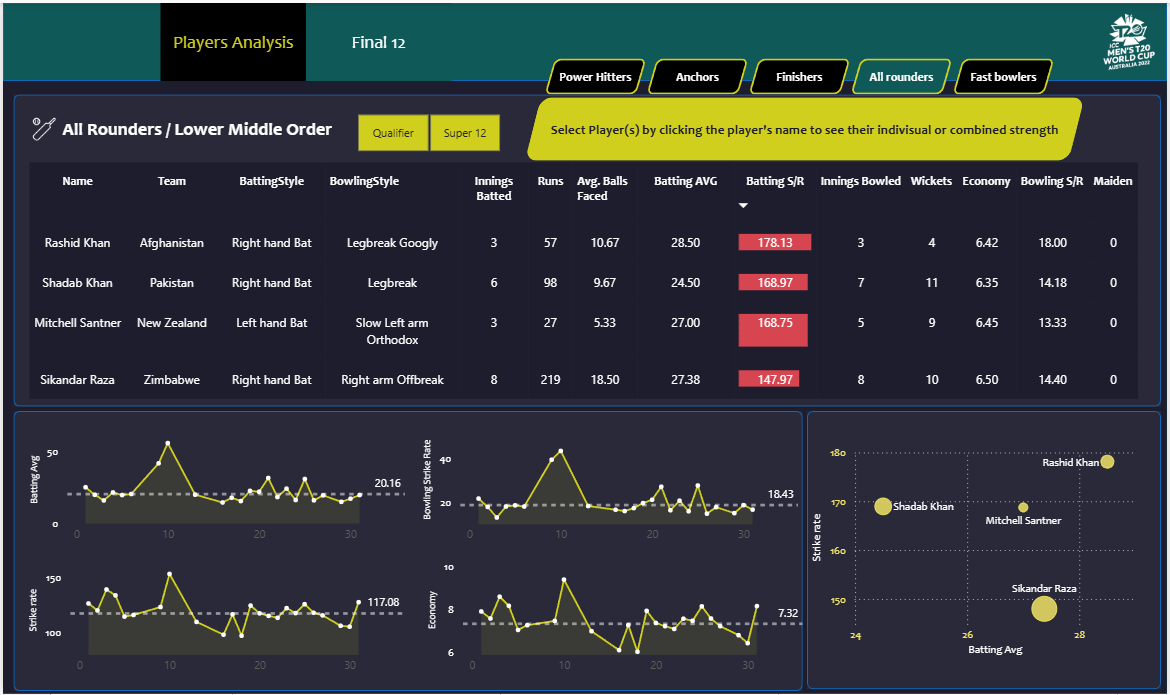 Players Analysis
Final 12
ICC
MEN'S T20
WORLD CUP
AUSTRALIA 2022
Power Hitters
Anchors
Finishers
All rounders
Fast bowlers
All Rounders / Lower Middle Order
Qualifier
Super 12
Select Player(s) by clicking the player's name to see their indivisual or combined strength
Name Team BattingStyle BowlingStyle Innings Batted Runs Avg. Balls Faced Batting AVG Batting S/R Innings Bowled Wickets Economy Bowling S/R Maiden
Rashid Khan Afghanistan Right hand Bat Legbreak Googly 3 57 10.67 28.50 178.13 3 4 6.42 18.00 0
Shadab Khan Pakistan Right hand Bat Legbreak 6 98 9.67 24.50 168.97 7 11 6.35 14.18 0
Mitchell Santner New Zealand Left hand Bat Slow Left arm Orthodox 3 27 5.33 27.00 168.75 5 9 6.45 13.33 0
Sikandar Raza Zimbabwe Right hand Bat Right arm Offbreak 8 219 18.50 27.38 147.97 8 10 6.50 14.40 0
Batting Avg
50
0
20.16
0 10 20 30
Bowling Strike Rate
40
20
18.43
0 10 20 30
Strike rate
150
100
117.08
0 10 20 30
Economy
10
8
6
7.32
0 10 20 30
Strike rate
180
170
160
150
Rashid Khan
Shadab Khan
Mitchell Santner
Sikandar Raza
24 26 28
Batting Avg